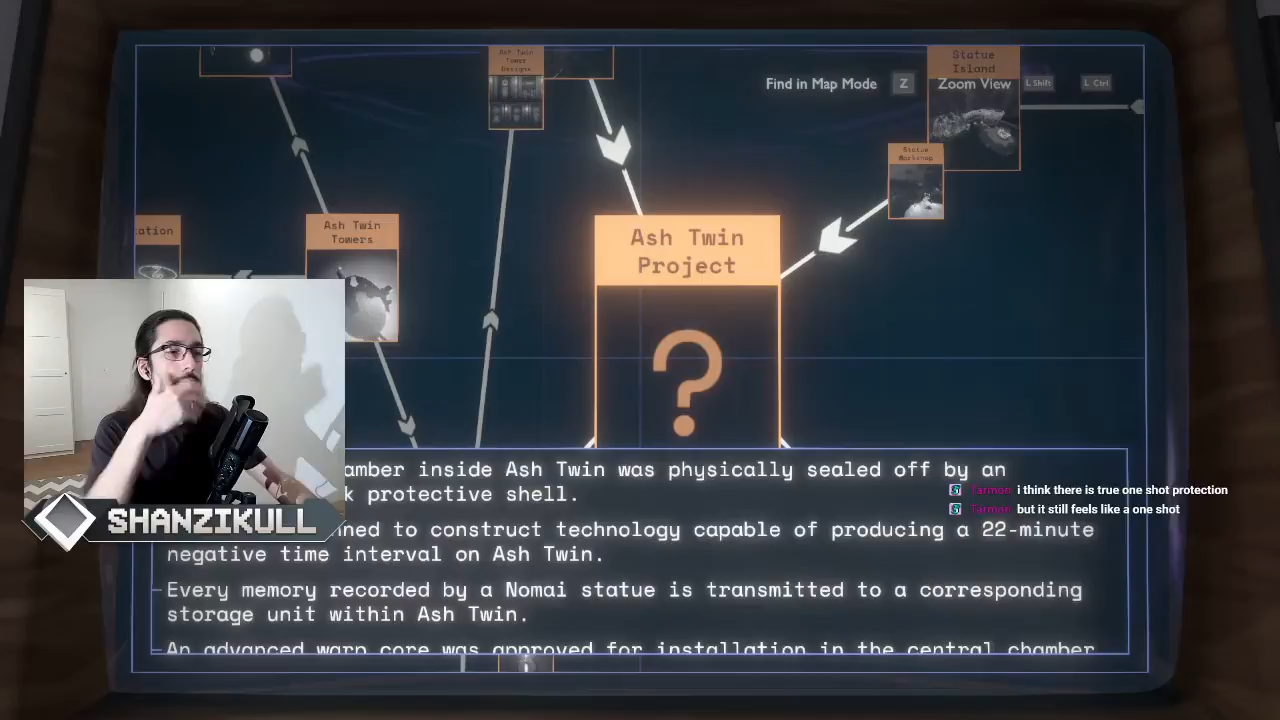 Ash Twin
Tower
Designs
Statue
Island
Find in Map Mode Z Zoom View L Shift L Ctrl
Statue
Workshop
ation
Ash Twin
Towers
Ash Twin
Project
?
amber inside Ash Twin was physically sealed off by an
k protective shell.
i think there is true one shot protection
Tarmon
but it still feels like a one shot
Tarmon
SHANZIKULL
nned to construct technology capable of producing a 22-minute
negative time interval on Ash Twin.
Every memory recorded by a Nomai statue is transmitted to a corresponding
storage unit within Ash Twin.
An advanced warp core was approved for installation in the central chamber